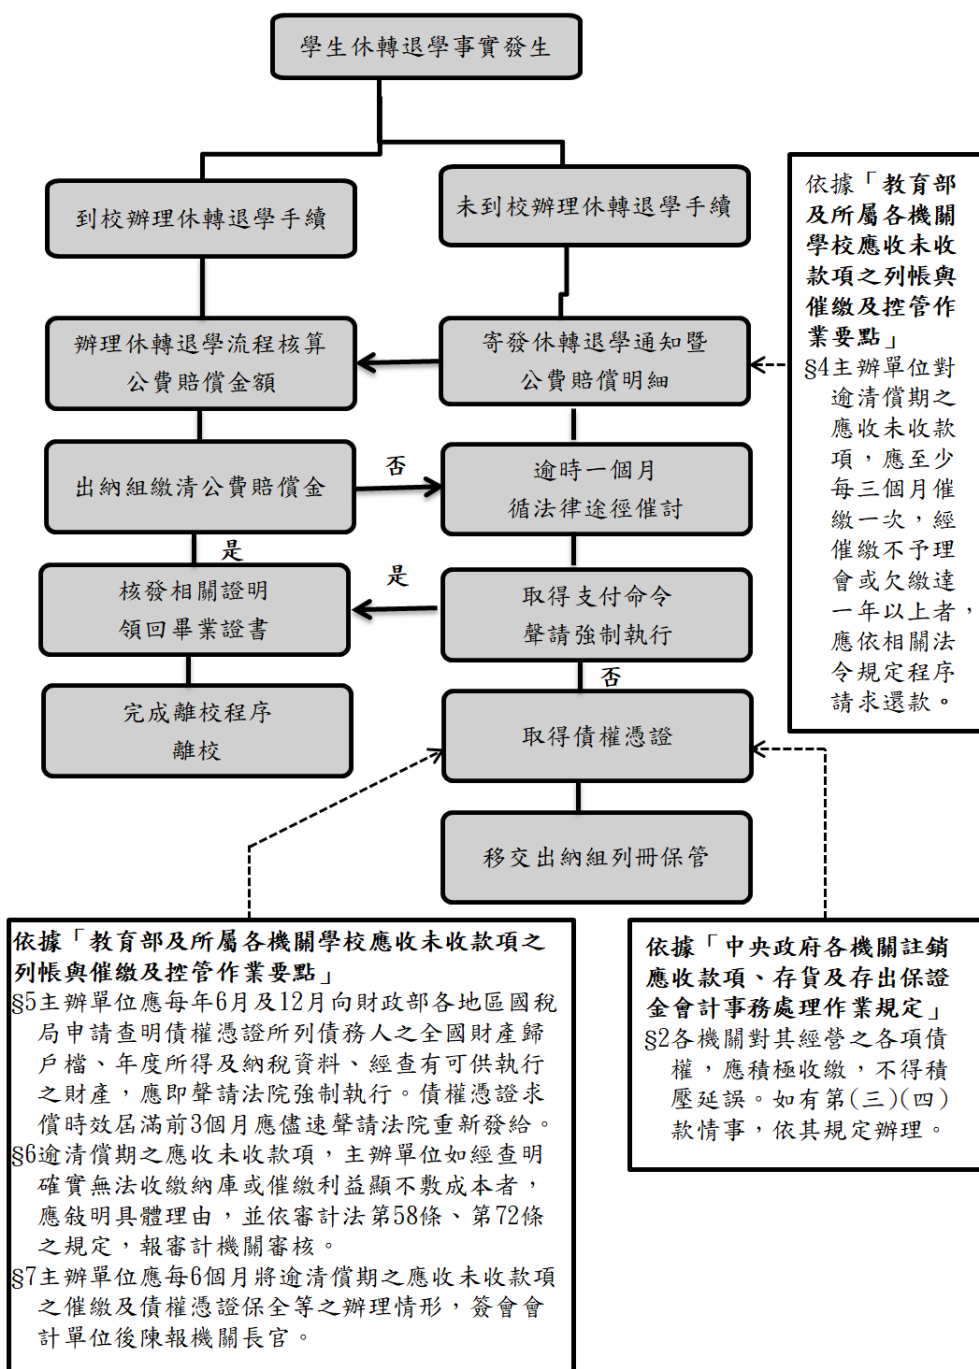 學生休轉退學事實發生
到校辦理休轉退學手續
未到校辦理休轉退學手續
辦理休轉退學流程核算
公費賠償金額
寄發休轉退學通知暨
公費賠償明細
出納組繳清公費賠償金
否
逾時一個月
循法律途徑催討
是
核發相關證明
領回畢業證書
是
取得支付命令
聲請強制執行
否
完成離校程序
離校
取得債權憑證
移交出納組列冊保管
依據「教育部
及所屬各機關
學校應收未收
款項之列帳與
催繳及控管作
業要點」
§4主辦單位對
逾清償期之
應收未收款
項,應至少
每三個月催
繳一次,經
催繳不予理
會或欠繳達
一年以上者,
應依相關法
令規定程序
請求還款。
依據「教育部及所屬各機關學校應收未收款項之
列帳與催繳及控管作業要點」
§5主辦單位應每年6月及12月向財政部各地區國稅
局申請查明債權憑證所列債務人之全國財產歸
戶檔、年度所得及納稅資料、經查有可供執行
之財產,應即聲請法院強制執行。債權憑證求
償時效屆滿前3個月應儘速聲請法院重新發給。
§6逾清償期之應收未收款項,主辦單位如經查明
確實無法收繳納庫或催繳利益顯不敷成本者,
應敍明具體理由,並依審計法第58條、第72條
之規定,報審計機關審核。
§7主辦單位應每6個月將逾清償期之應收未收款項
之催繳及債權憑證保全等之辦理情形,簽會會
計單位後陳報機關長官。
依據「中央政府各機關註銷
應收款項、存貨及存出保證
金會計事務處理作業規定」
§2各機關對其經營之各項債
權,應積極收繳,不得積
壓延誤。如有第(三)(四)
款情事,依其規定辦理。